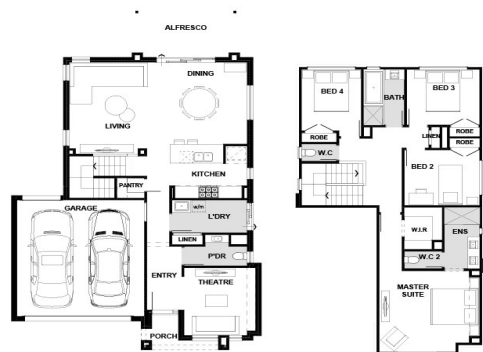 ALFRESCO
DINING
LIVING
KITCHEN
PANTRY
GARAGE
w/m
L'DRY
LINEN
P'DR
ENTRY
THEATRE
PORCH
BED 4
BATH
BED 3
ROBE
LINEN
ROBE
W.C
ROBE
BED 2
W.I.R
ENS
W.C 2
MASTER
SUITE